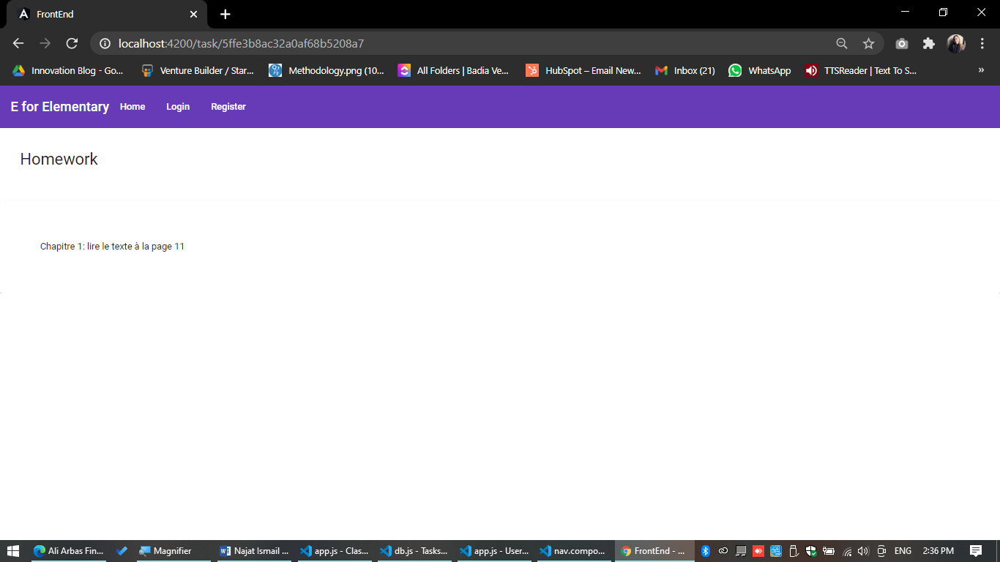 FrontEnd
localhost:4200/task/5ffe3b8ac32a0af68b5208a7
Innovation Blog - Go... Venture Builder / Star... Methodology.png (10... All Folders | Badia Ve... HubSpot – Email New... Inbox (21) WhatsApp TTSReader | Text To S... »
E for Elementary Home Login Register
Homework
Chapitre 1: lire le texte à la page 11
Ali Arbas Fin... Magnifier Najat Ismail ... app.js - Clas... db.js - Tasks... app.js - User... nav.compo... FrontEnd - ... ENG 2:36 PM